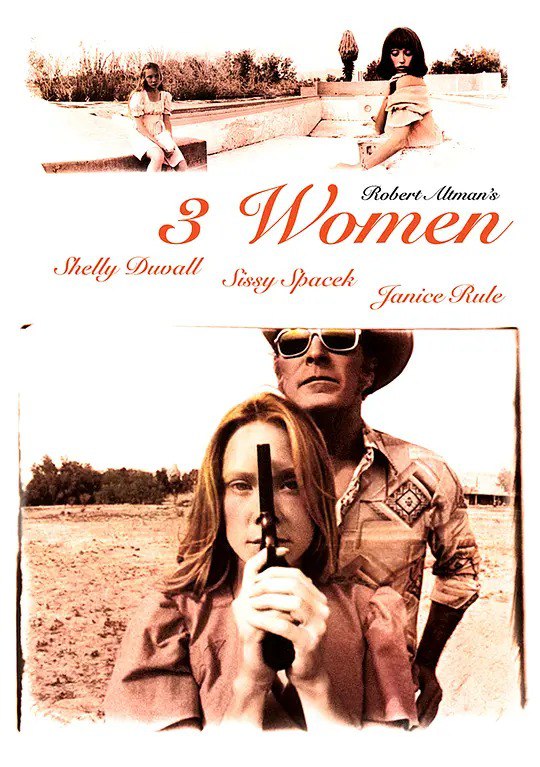 Robert Altman's
3 Women
Shelly Duvall
Sissy Spacek
Janice Rule